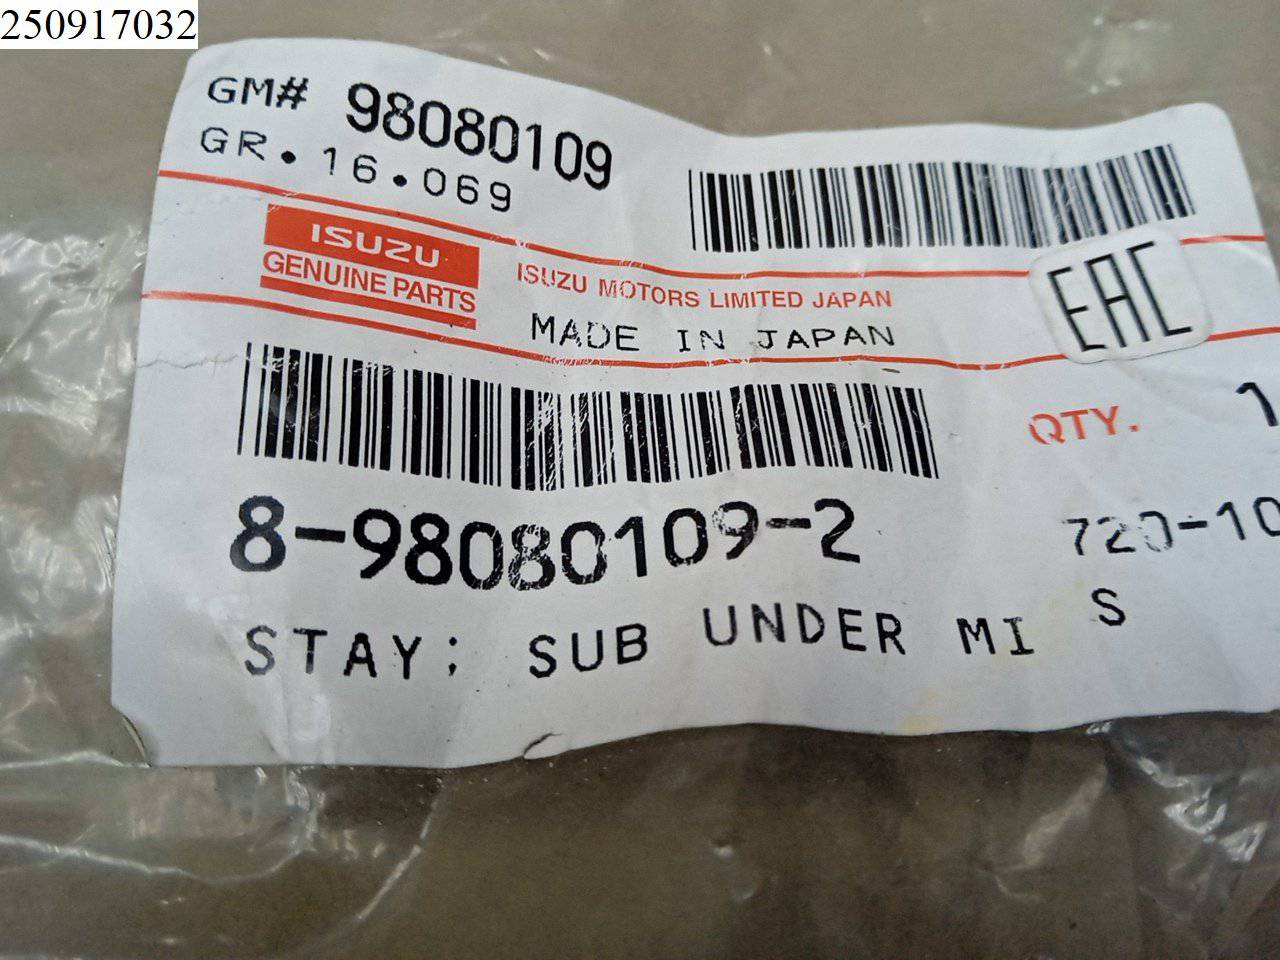 250917032
GM# 98080109
GR. 16.069
ISUZU
GENUINE PARTS
ISUZU MOTORS LIMITED JAPAN
MADE IN JAPAN
EAC
QTY. 1
8-98080109-2
720-10
STAY; SUB UNDER MI S